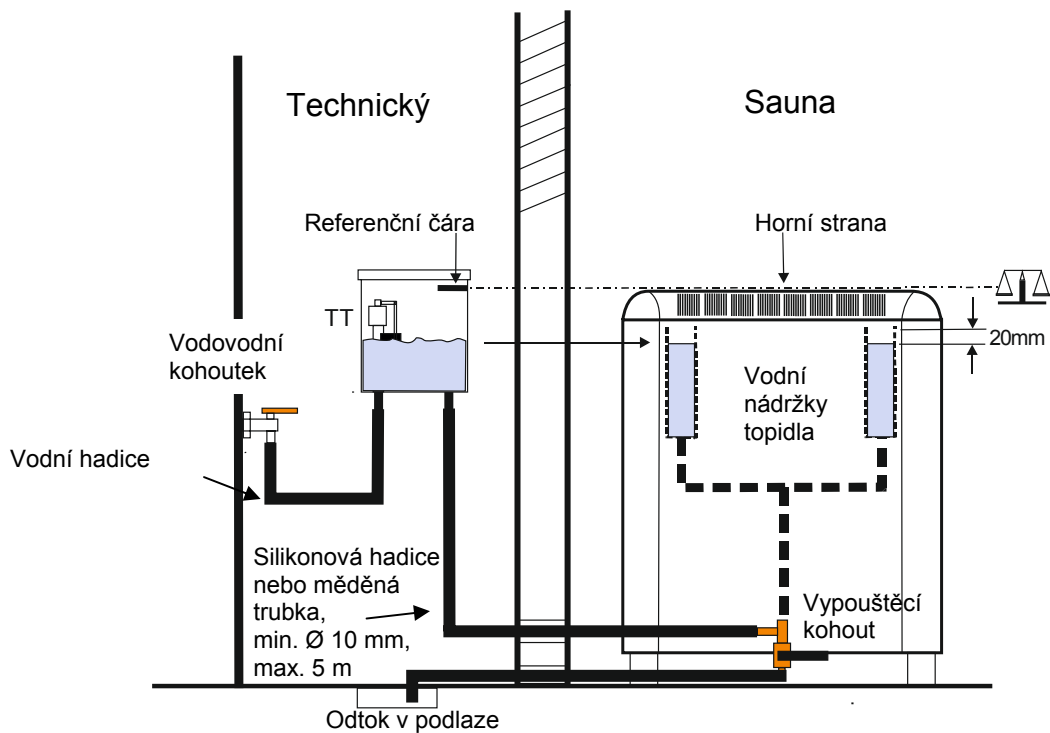 Technický
Sauna
Referenční čára
Horní strana
TT
20mm
Vodovodní
kohoutek
Vodní
nádržky
topidla
Vodní hadice
Silikonová hadice
nebo měděná
trubka,
min. Ø 10 mm,
max. 5 m
Vypouštěcí
kohout
Odtok v podlaze